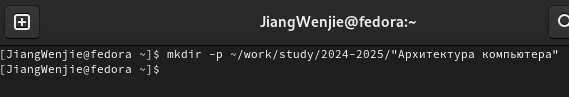 JiangWenjie@fedora:~
[JiangWenjie@fedora ~]$ mkdir -p ~/work/study/2024-2025/"Архитектура компьютера"
[JiangWenjie@fedora ~]$